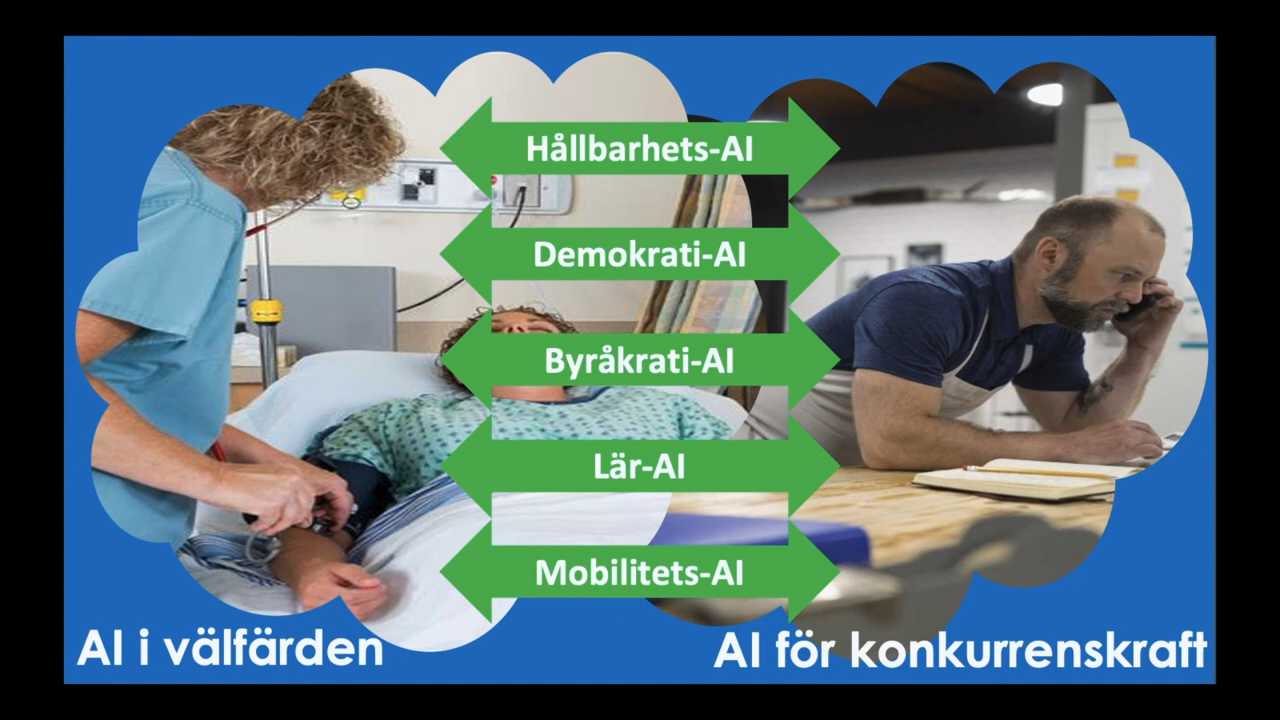 Hållbarhets-AI
Demokrati-AI
Byråkrati-AI
Lär-AI
Mobilitets-AI
AI i välfärden
AI för konkurrenskraft